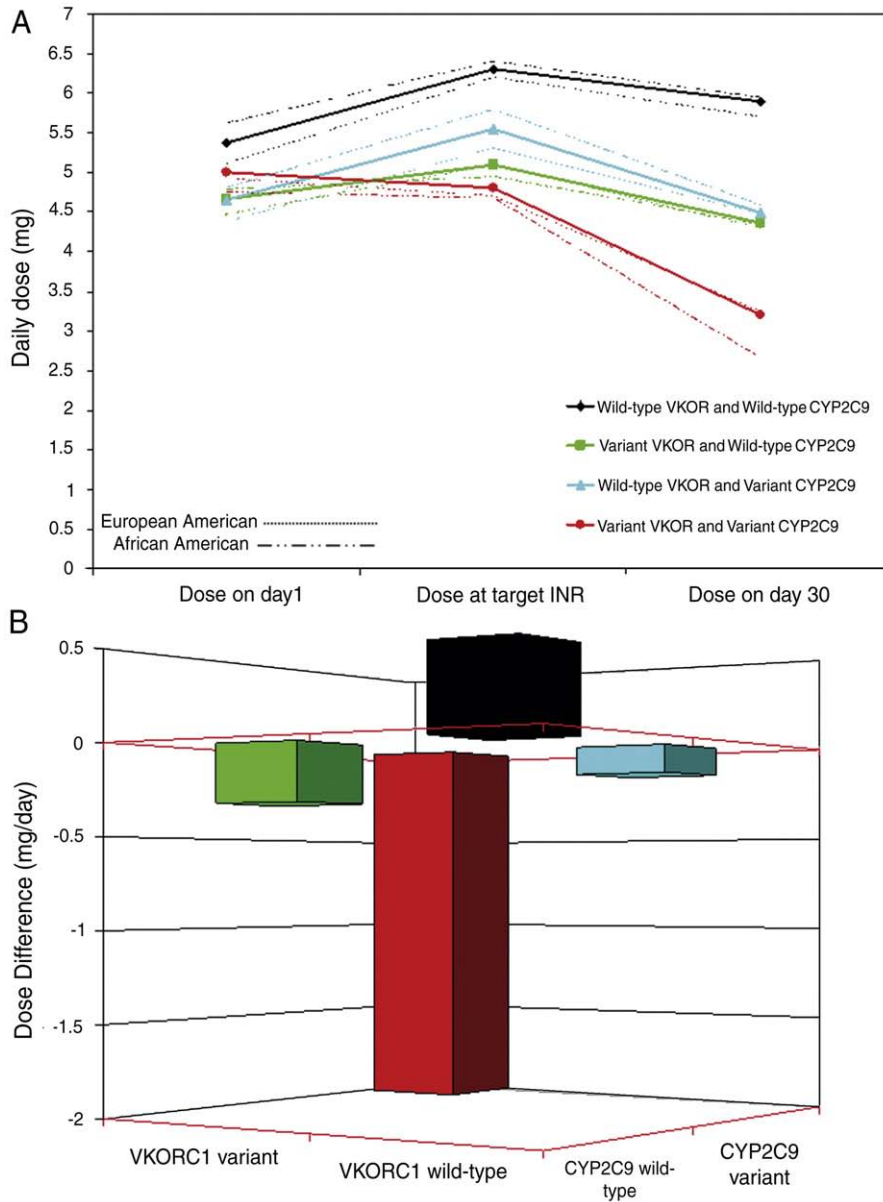 A
7
6.5
6
5.5
5
4.5
4
3.5
3
2.5
2
1.5
1
0.5
0
Daily dose (mg)
Wild-type VKOR and Wild-type CYP2C9
Variant VKOR and Wild-type CYP2C9
Wild-type VKOR and Variant CYP2C9
Variant VKOR and Variant CYP2C9
European American
African American
Dose on day1
Dose at target INR
Dose on day 30
B
0.5
0
-0.5
-1
-1.5
-2
Dose Difference (mg/day)
VKORC1 variant
VKORC1 wild-type
CYP2C9 wild-
type
CYP2C9
variant